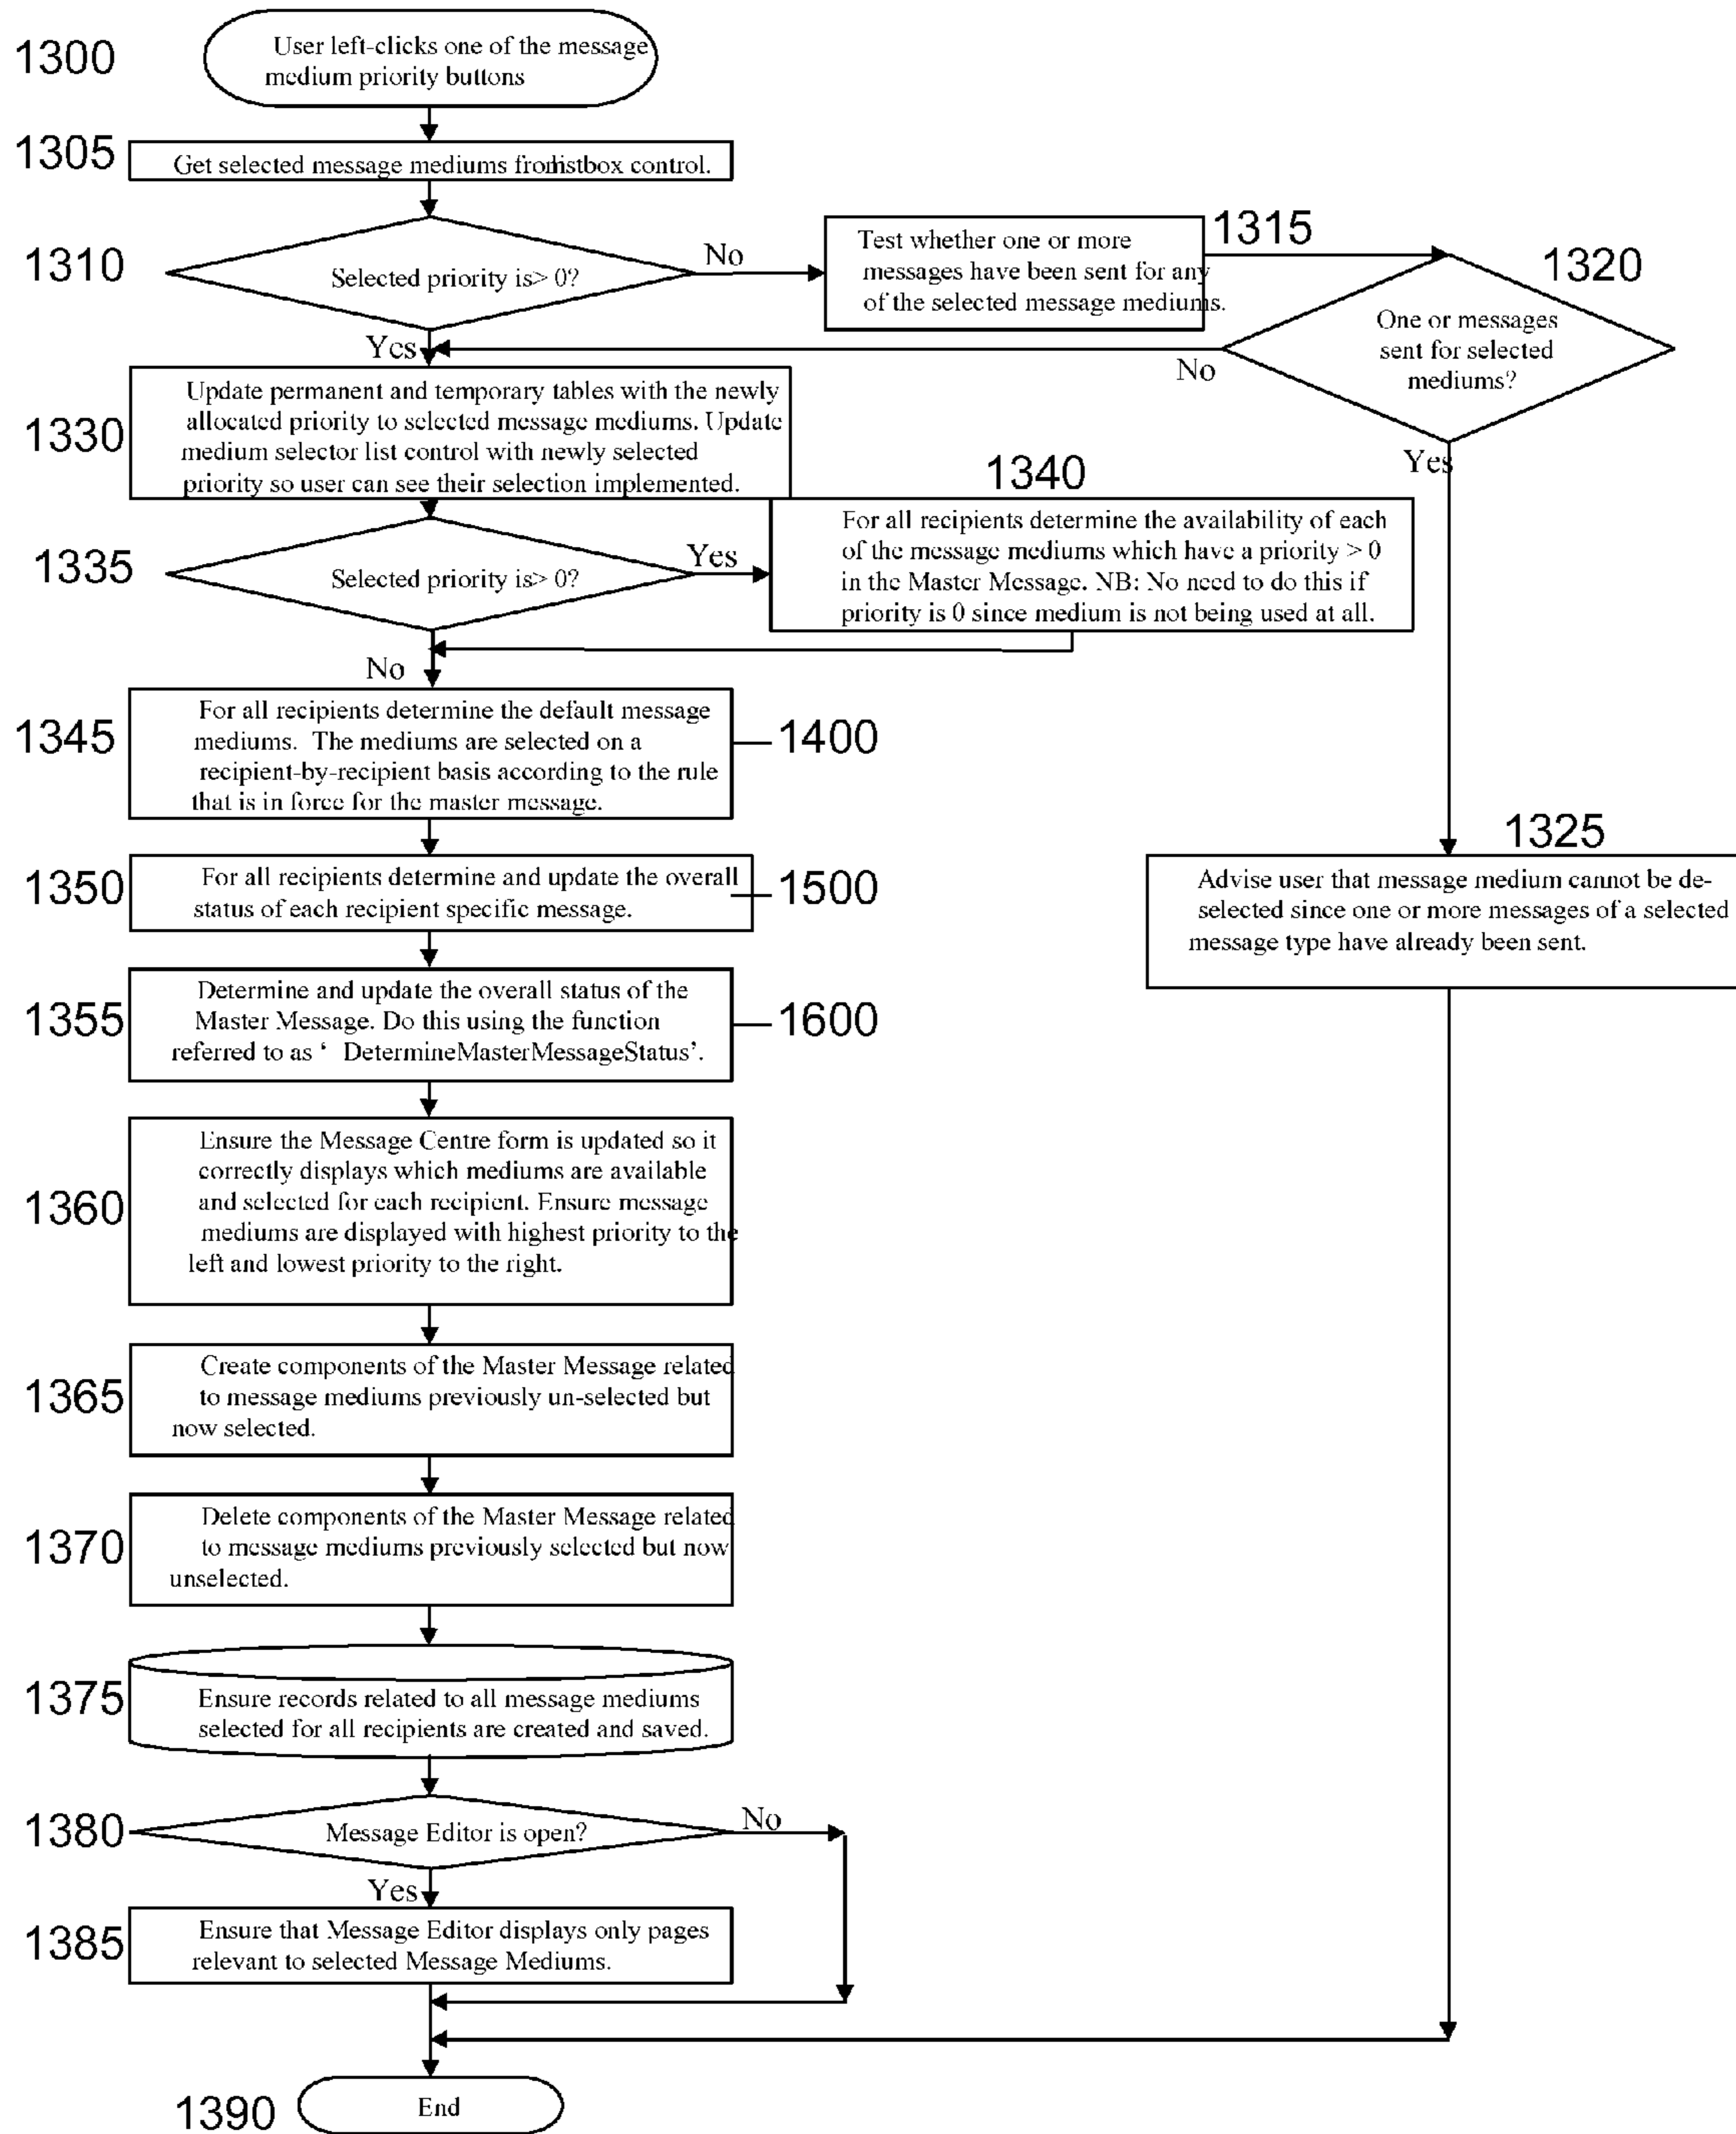 1300
User left-clicks one of the message
medium priority buttons
1305
Get selected message mediums fromlistbox control.
1310
Selected priority is> 0?
No
Test whether one or more
messages have been sent for any
of the selected message mediums.
1315
1320
One or messages
sent for selected
mediums?
No
Yes
Yes
1330
Update permanent and temporary tables with the newly
allocated priority to selected message mediums. Update
medium selector list control with newly selected
priority so user can see their selection implemented.
1335
Selected priority is> 0?
Yes
1340
For all recipients determine the availability of each
of the message mediums which have a priority > 0
in the Master Message. NB: No need to do this if
priority is 0 since medium is not being used at all.
No
1345
For all recipients determine the default message
mediums. The mediums are selected on a
recipient-by-recipient basis according to the rule
that is in force for the master message.
1400
1350
For all recipients determine and update the overall
status of each recipient specific message.
1500
1325
Advise user that message medium cannot be de-
selected since one or more messages of a selected
message type have already been sent.
1355
Determine and update the overall status of the
Master Message. Do this using the function
referred to as ‘ DetermineMasterMessageStatus’.
1600
1360
Ensure the Message Centre form is updated so it
correctly displays which mediums are available
and selected for each recipient. Ensure message
mediums are displayed with highest priority to the
left and lowest priority to the right.
1365
Create components of the Master Message related
to message mediums previously un-selected but
now selected.
1370
Delete components of the Master Message related
to message mediums previously selected but now
unselected.
1375
Ensure records related to all message mediums
selected for all recipients are created and saved.
1380
Message Editor is open?
No
Yes
1385
Ensure that Message Editor displays only pages
relevant to selected Message Mediums.
1390
End